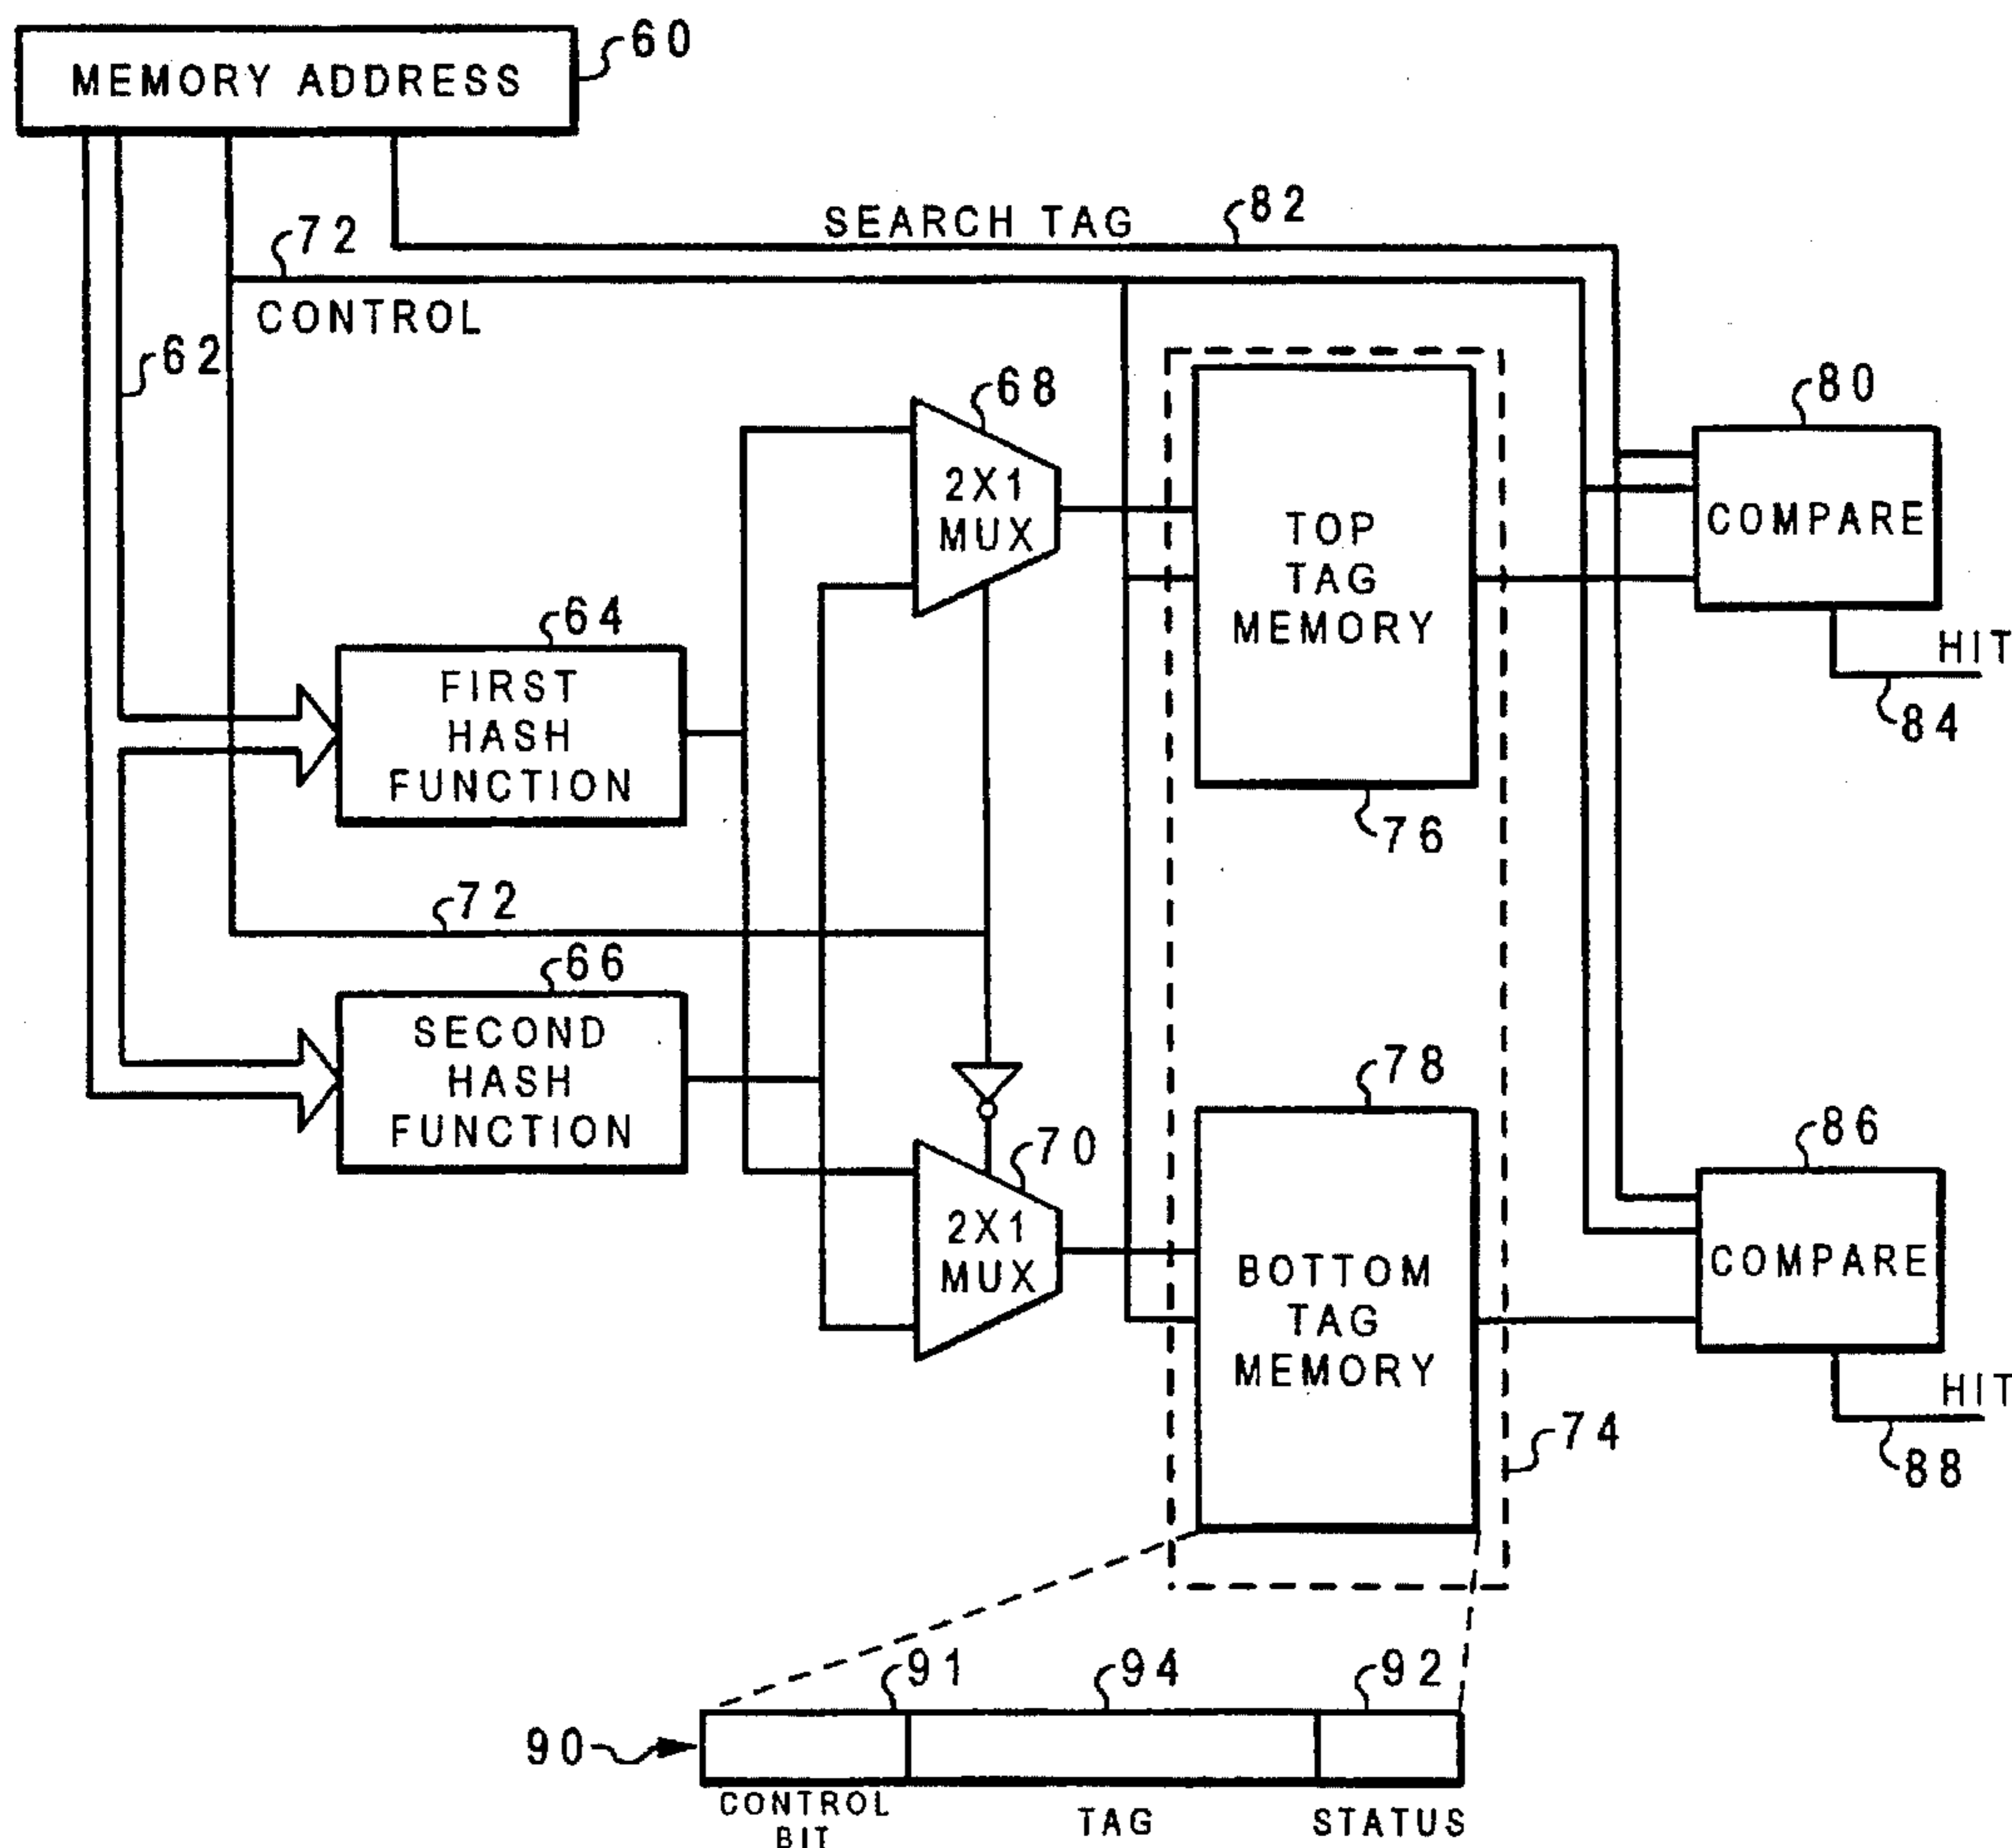 MEMORY ADDRESS
60
SEARCH TAG
82
72
CONTROL
62
68
2X1
MUX
TOP
TAG
MEMORY
76
80
COMPARE
HIT
84
64
FIRST
HASH
FUNCTION
72
66
SECOND
HASH
FUNCTION
70
2X1
MUX
78
BOTTOM
TAG
MEMORY
86
COMPARE
HIT
88
74
91
94
92
90
CONTROL
BIT
TAG
STATUS